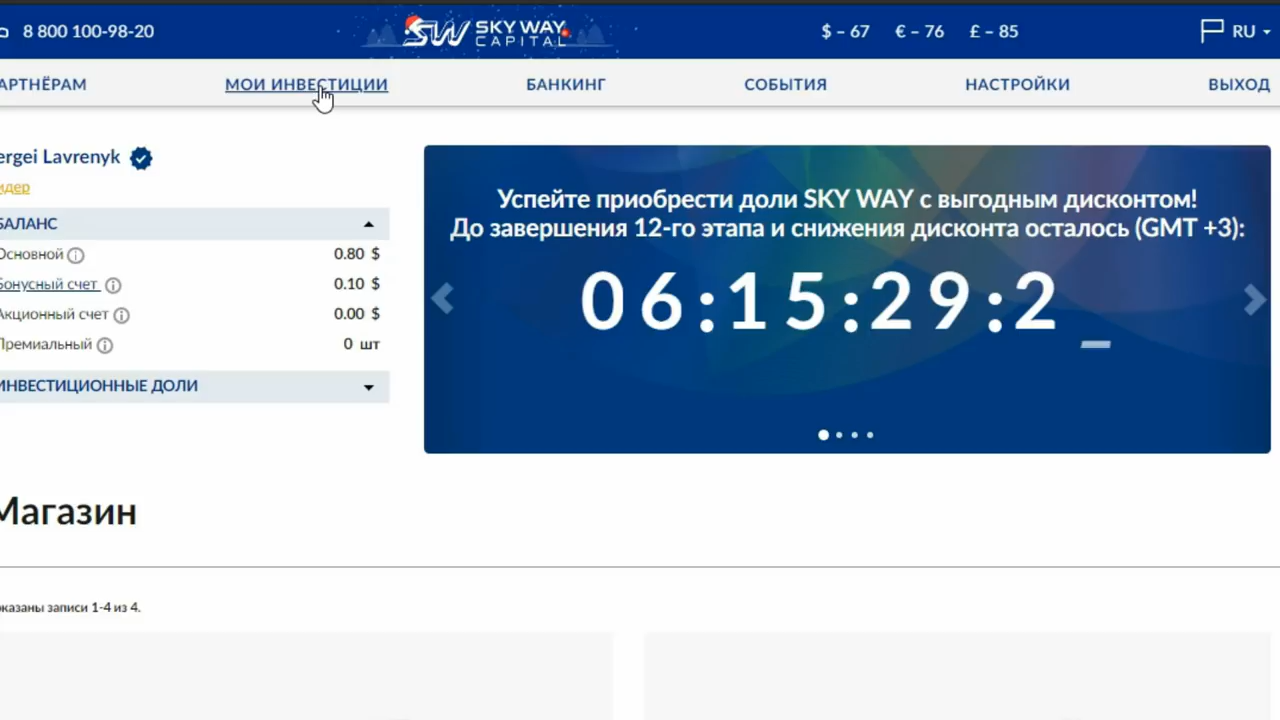 8 800 100-98-20
SW SKY WAY
CAPITAL
$ – 67 € – 76 £ – 85
RU
АРТНЁРАМ МОИ ИНВЕСТИЦИИ БАНКИНГ СОБЫТИЯ НАСТРОЙКИ ВЫХОД
ergei Lavrenyk
идер
БАЛАНС
Основной 0.80 $
Бонусный счет 0.10 $
Акционный счет 0.00 $
Премиальный 0 шт
ИНВЕСТИЦИОННЫЕ ДОЛИ
Успейте приобрести доли SKY WAY с выгодным дисконтом!
До завершения 12-го этапа и снижения дисконта осталось (GMT +3):
06:15:29:2
Магазин
оказаны записи 1-4 из 4.